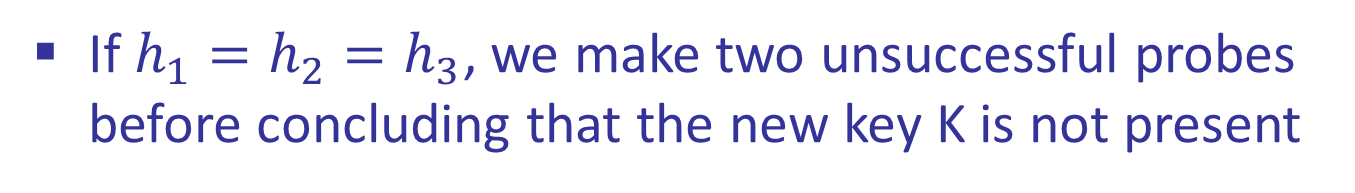 ▪ If h₁ = h₂ = h₃, we make two unsuccessful probes
before concluding that the new key K is not present